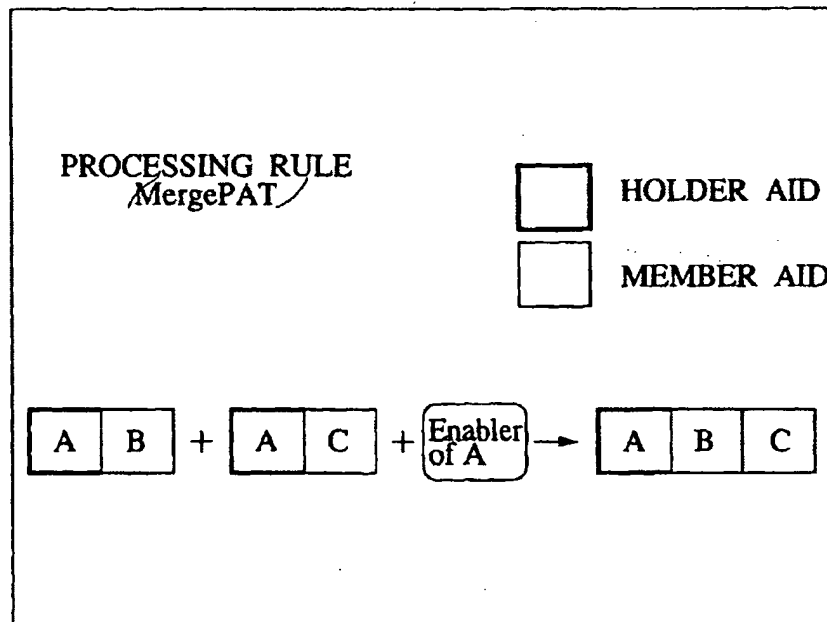 PROCESSING RULE
MergePAT
HOLDER AID
MEMBER AID
A B + A C + Enabler of A → A B C